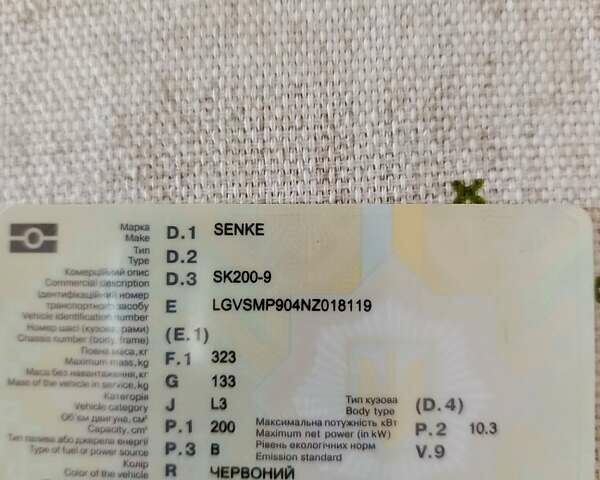 Марка
Make D.1 SENKE
Тип
Type D.2
Комерційний опис
Commercial description D.3 SK200-9
Ідентифікаційний номер
транспортного засобу
Vehicle identification number E LGVSMP904NZ018119
Номер шасі (кузова, рами)
Chassis number (body, frame) (E.1)
Повна маса, кг
Maximum mass, kg F.1 323
Маса без навантаження, кг
Mass of the vehicle in service, kg G 133
Категорія
Vehicle category J L3
Тип кузова
Body type (D.4)
Об'єм двигуна, см³
Capacity, cm³ P.1 200
Максимальна потужність кВт
Maximum net power (in kW) P.2 10.3
Тип палива або джерела енергії
Type of fuel or power source P.3 B
Рівень екологічних норм
Emission standard V.9
Колір
Color of the vehicle R ЧЕРВОНИЙ